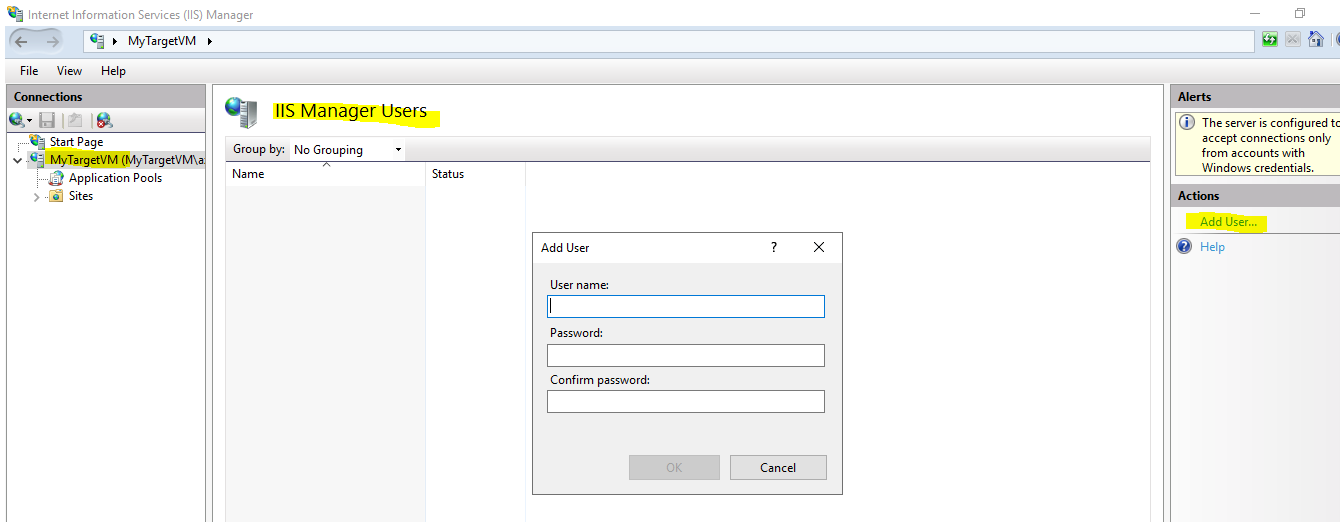 Internet Information Services (IIS) Manager
MyTargetVM
File View Help
Connections
Start Page
MyTargetVM (MyTargetVM\a
Application Pools
Sites
IIS Manager Users
Group by: No Grouping
Name Status
Add User ?
User name:
Password:
Confirm password:
OK Cancel
Alerts
The server is configured to
accept connections only
from accounts with
Windows credentials.
Actions
Add User...
Help